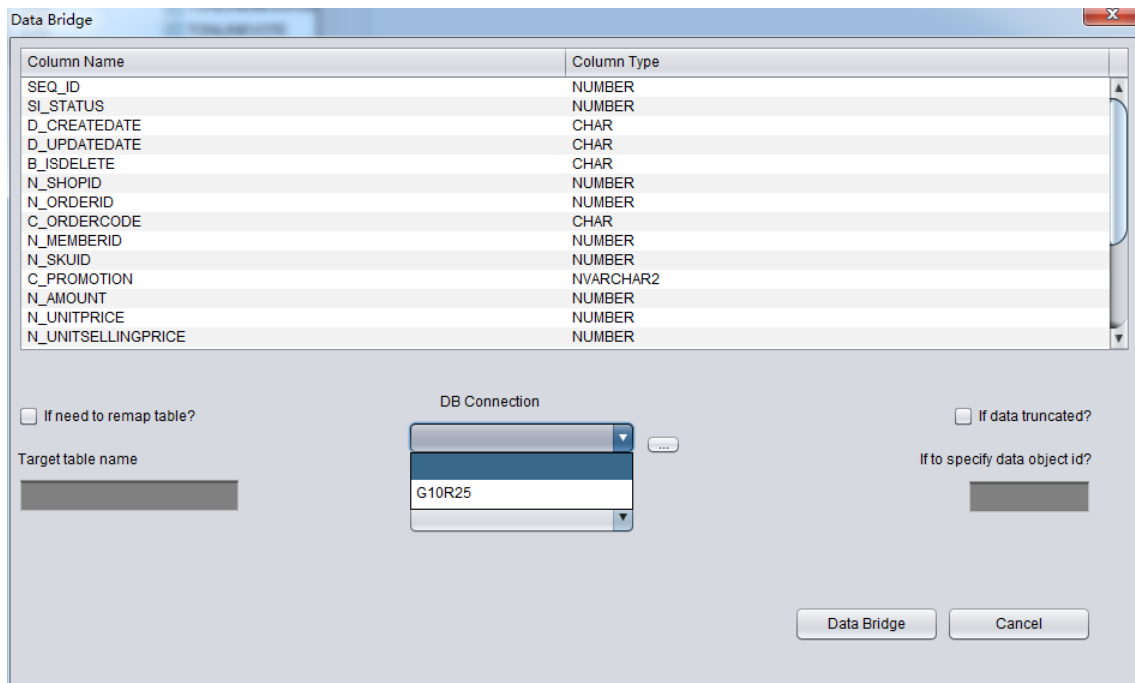 Data Bridge
Column Name Column Type
SEQ_ID NUMBER
SI_STATUS NUMBER
D_CREATEDATE CHAR
D_UPDATEDATE CHAR
B_ISDELETE CHAR
N_SHOPID NUMBER
N_ORDERID NUMBER
C_ORDERCODE CHAR
N_MEMBERID NUMBER
N_SKUID NUMBER
C_PROMOTION NVARCHAR2
N_AMOUNT NUMBER
N_UNITPRICE NUMBER
N_UNITSELLINGPRICE NUMBER
DB Connection
If need to remap table? If data truncated?
...
Target table name If to specify data object id?
G10R25
Data Bridge Cancel